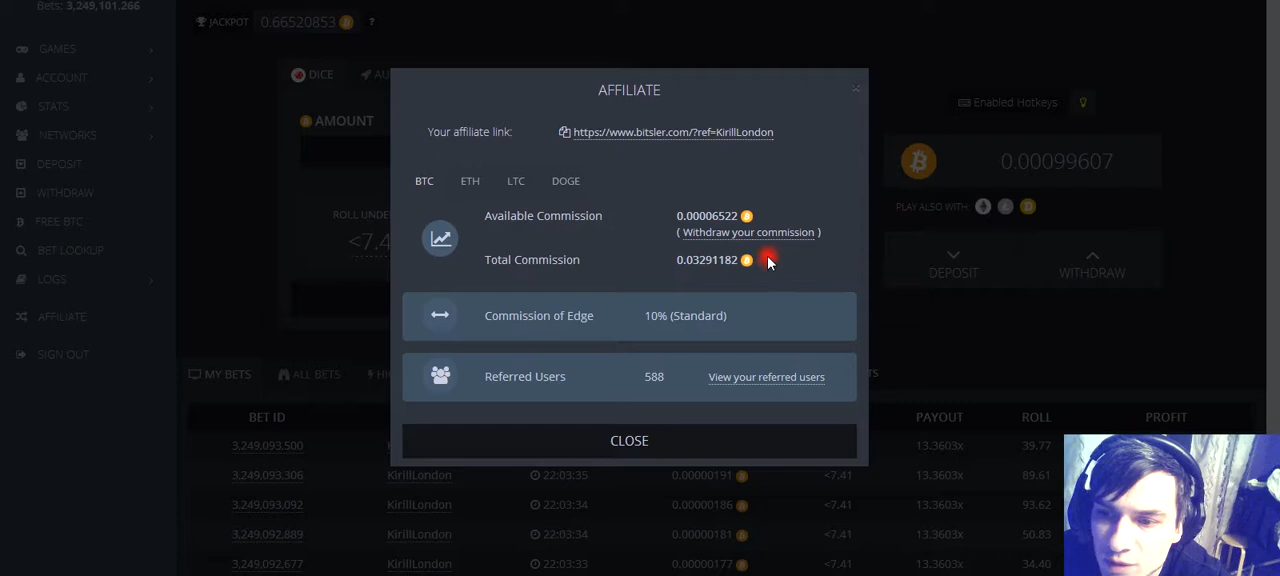 Bets: 3,249,101.266
JACKPOT 0.66520853 ?
GAMES
ACCOUNT
STATS
NETWORKS
DEPOSIT
WITHDRAW
FREE BTC
BET LOOKUP
LOGS
AFFILIATE
SIGN OUT
DICE AU
AMOUNT
ROLL UNDE
<7.4
AFFILIATE
×
Your affiliate link: https://www.bitsler.com/?ref=KirillLondon
BTC ETH LTC DOGE
Available Commission 0.00006522
( Withdraw your commission )
Total Commission 0.03291182
Commission of Edge 10% (Standard)
Referred Users 588 View your referred users
CLOSE
Enabled Hotkeys
0.00099607
PLAY ALSO WITH:
DEPOSIT WITHDRAW
MY BETS ALL BETS HI TS
BET ID PAYOUT ROLL PROFIT
3,249,093,500 13.3603x 39.77
3,249,093,306 KirillLondon 22:03:35 0.00000191 <7.41 13.3603x 89.61
3,249,093,092 KirillLondon 22:03:34 0.00000186 <7.41 13.3603x 93.62
3,249,092,889 KirillLondon 22:03:34 0.00000181 <7.41 13.3603x 50.83
3,249,092,677 KirillLondon 22:03:33 0.00000177 <7.41 13.3603x 34.40